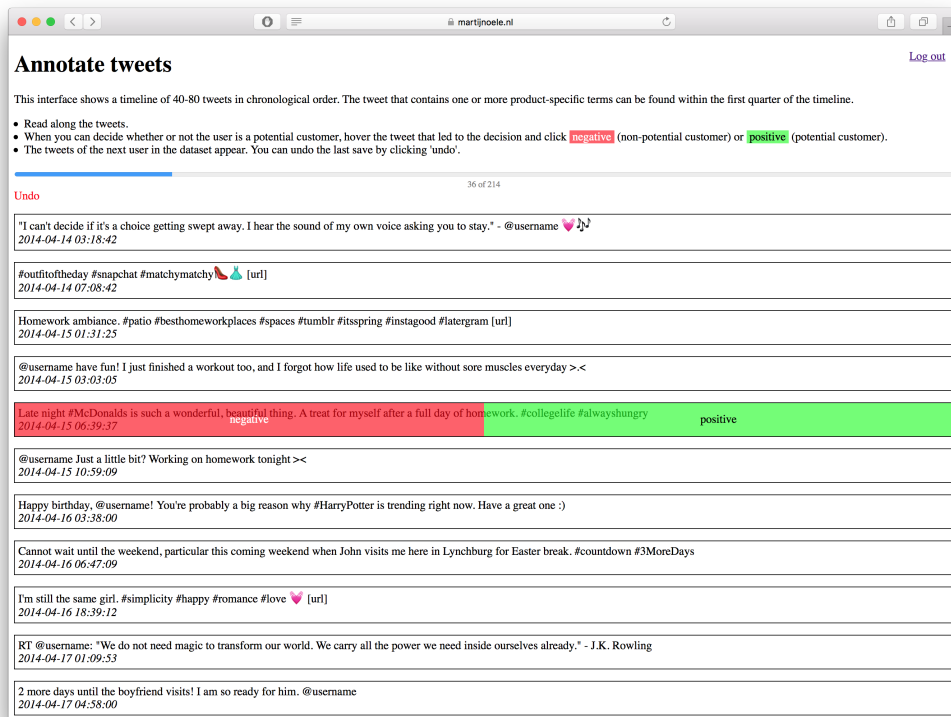 martijnoele.nl
Annotate tweets
Log out
This interface shows a timeline of 40-80 tweets in chronological order. The tweet that contains one or more product-specific terms can be found within the first quarter of the timeline.
• Read along the tweets.
• When you can decide whether or not the user is a potential customer, hover the tweet that led to the decision and click negative (non-potential customer) or positive (potential customer).
• The tweets of the next user in the dataset appear. You can undo the last save by clicking 'undo'.
36 of 214
Undo
"I can't decide if it's a choice getting swept away. I hear the sound of my own voice asking you to stay." - @username 💓🎶
2014-04-14 03:18:42
#outfitoftheday #snapchat #matchymatchy👠👗 [url]
2014-04-14 07:08:42
Homework ambiance. #patio #besthomeworkplaces #spaces #tumblr #itsspring #instagood #latergram [url]
2014-04-15 01:31:25
@username have fun! I just finished a workout too, and I forgot how life used to be like without sore muscles everyday >.<
2014-04-15 03:03:05
Late night #McDonalds is such a wonderful, beautiful thing. A treat for myself after a full day of homework. #collegelife #alwayshungry
negative
positive
2014-04-15 06:39:37
@username Just a little bit? Working on homework tonight ><
2014-04-15 10:59:09
Happy birthday, @username! You're probably a big reason why #HarryPotter is trending right now. Have a great one :)
2014-04-16 03:38:00
Cannot wait until the weekend, particular this coming weekend when John visits me here in Lynchburg for Easter break. #countdown #3MoreDays
2014-04-16 06:47:09
I'm still the same girl. #simplicity #happy #romance #love 💓 [url]
2014-04-16 18:39:12
RT @username: "We do not need magic to transform our world. We carry all the power we need inside ourselves already." - J.K. Rowling
2014-04-17 01:09:53
2 more days until the boyfriend visits! I am so ready for him. @username
2014-04-17 04:58:00